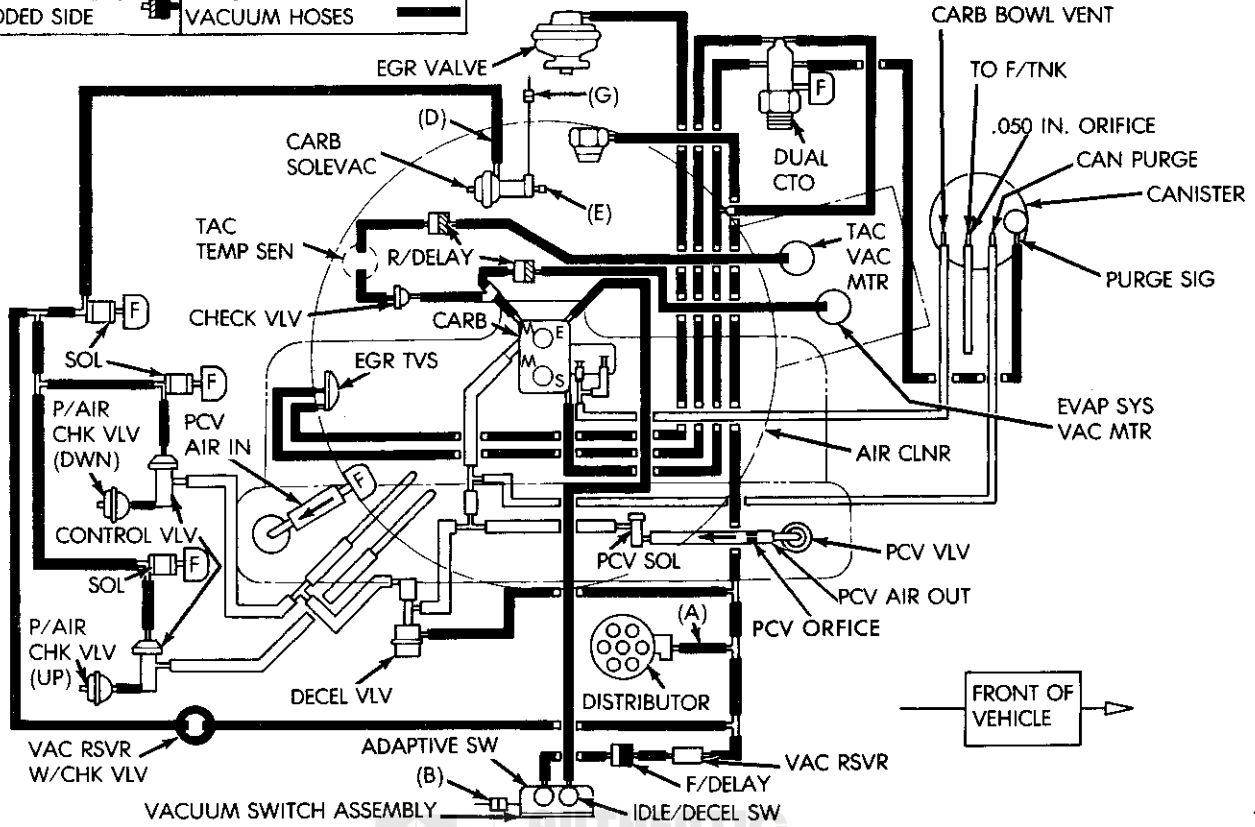 DDED SIDE
VACUUM HOSES
CARB BOWL VENT
EGR VALVE
TO F/TNK
(G)
(D)
.050 IN. ORIFICE
CARB
SOLEVAC
DUAL
CTO
CAN PURGE
CANISTER
(E)
TAC
TEMP SEN
R/DELAY
TAC
VAC
MTR
PURGE SIG
F
F
CHECK VLV
CARB
M
E
M
S
SOL
F
EGR TVS
P/AIR
CHK VLV
(DWN)
PCV
AIR IN
F
EVAP SYS
VAC MTR
AIR CLNR
CONTROL VLV
SOL
F
PCV SOL
PCV VLV
PCV AIR OUT
PCV ORFICE
(A)
P/AIR
CHK VLV
(UP)
DECEL VLV
DISTRIBUTOR
FRONT OF
VEHICLE
VAC RSVR
W/CHK VLV
ADAPTIVE SW
VAC RSVR
(B)
F/DELAY
VACUUM SWITCH ASSEMBLY
IDLE/DECEL SW